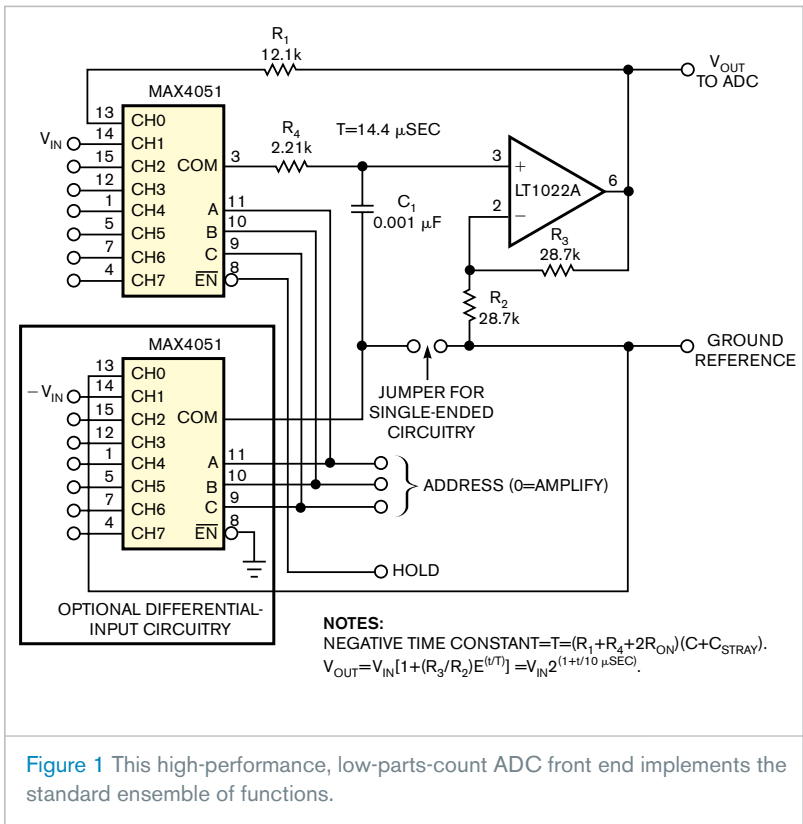 R1
12.1k
VOUT
TO ADC
MAX4051
13 CH0
VIN 14 CH1
15 CH2 COM 3
12 CH3
1 CH4 A 11
5 CH5 B 10
7 CH6 C 9
4 CH7 EN 8
R4
2.21k
T=14.4 μSEC
C1
0.001 μF
3 +
LT1022A 6
2 −
R3
28.7k
R2
28.7k
GROUND
REFERENCE
JUMPER FOR
SINGLE-ENDED
CIRCUITRY
MAX4051
13 CH0
−VIN 14 CH1
15 CH2 COM
12 CH3
1 CH4 A 11
5 CH5 B 10
7 CH6 C 9
4 CH7 EN 8
ADDRESS (0=AMPLIFY)
HOLD
OPTIONAL DIFFERENTIAL-
INPUT CIRCUITRY
NOTES:
NEGATIVE TIME CONSTANT=T=(R1+R4+2RON)(C+CSTRAY).
VOUT=VIN[1+(R3/R2)E(t/T)] =VIN2(1+t/10 μSEC).
Figure 1 This high-performance, low-parts-count ADC front end implements the
standard ensemble of functions.